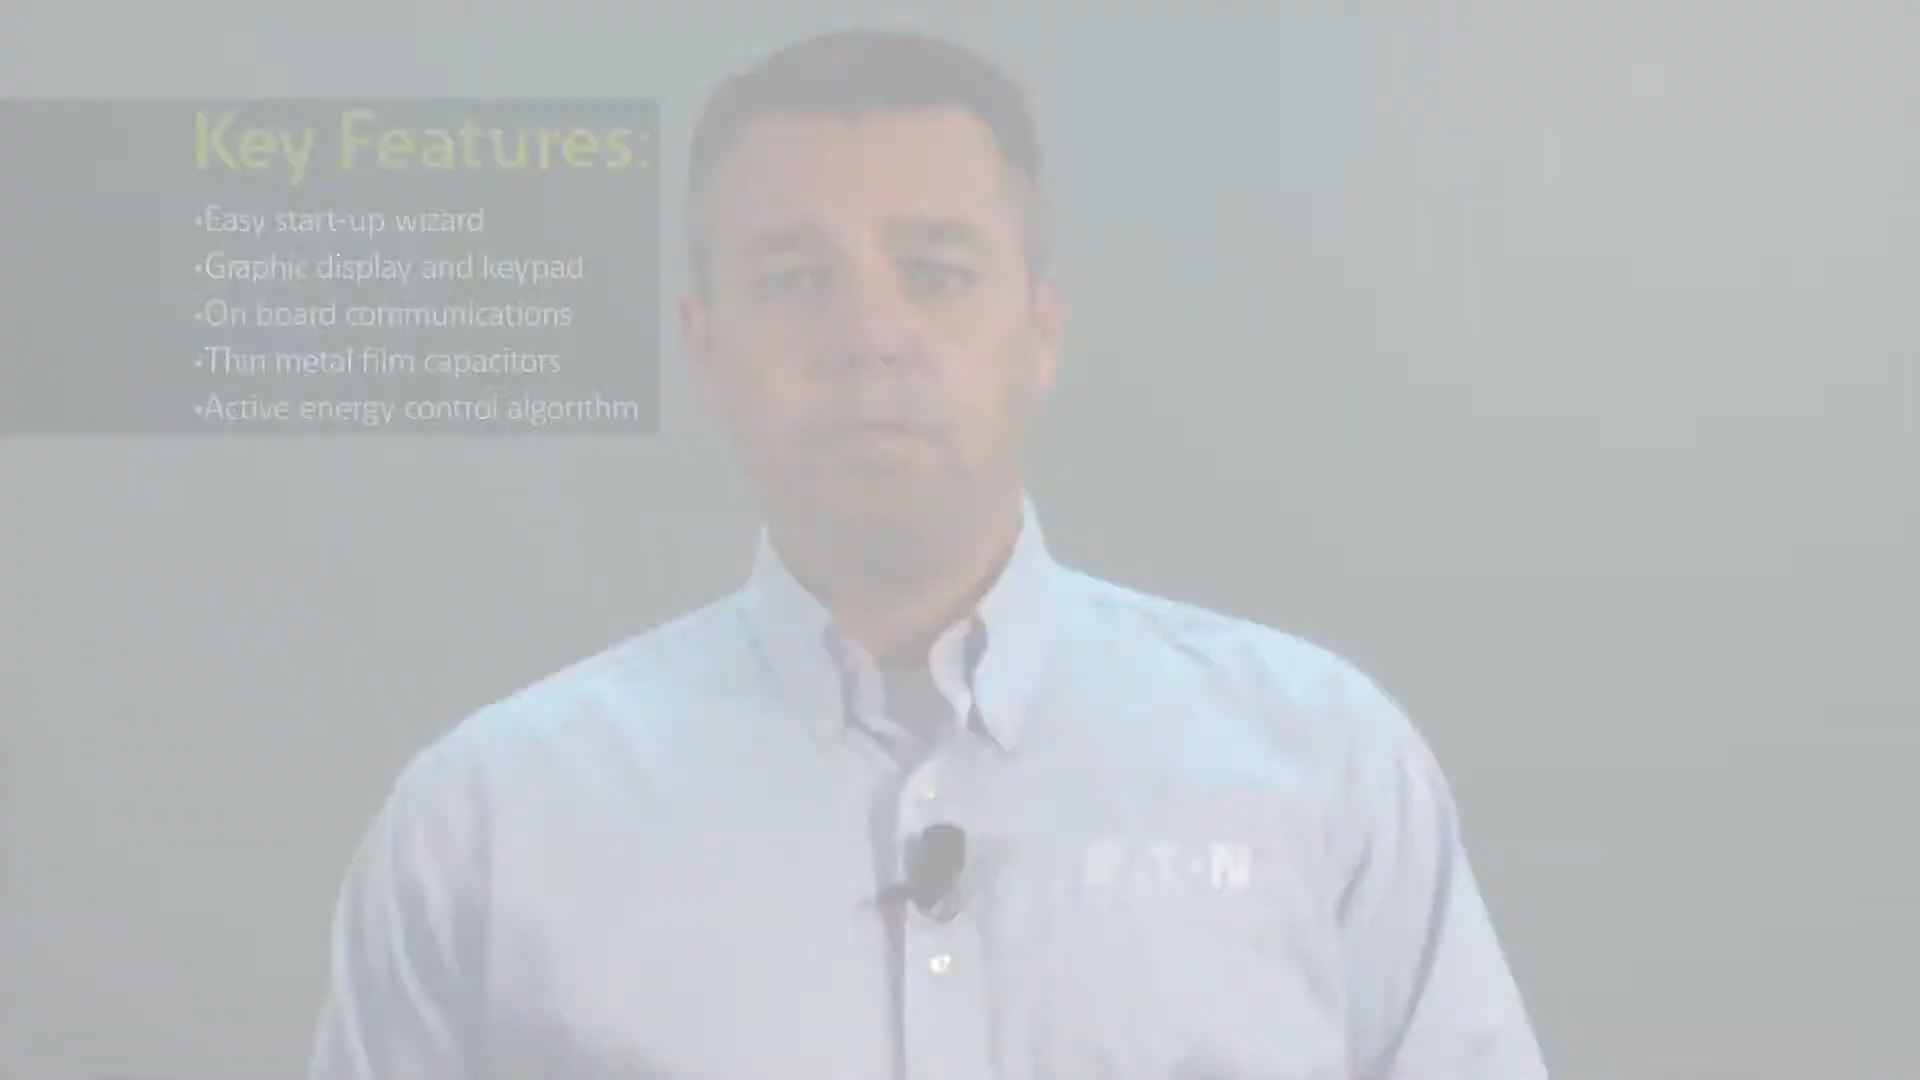 Key Features:
•Easy start-up wizard
•Graphic display and keypad
•On board communications
•Thin metal film capacitors
•Active energy control algorithm
E·T·N